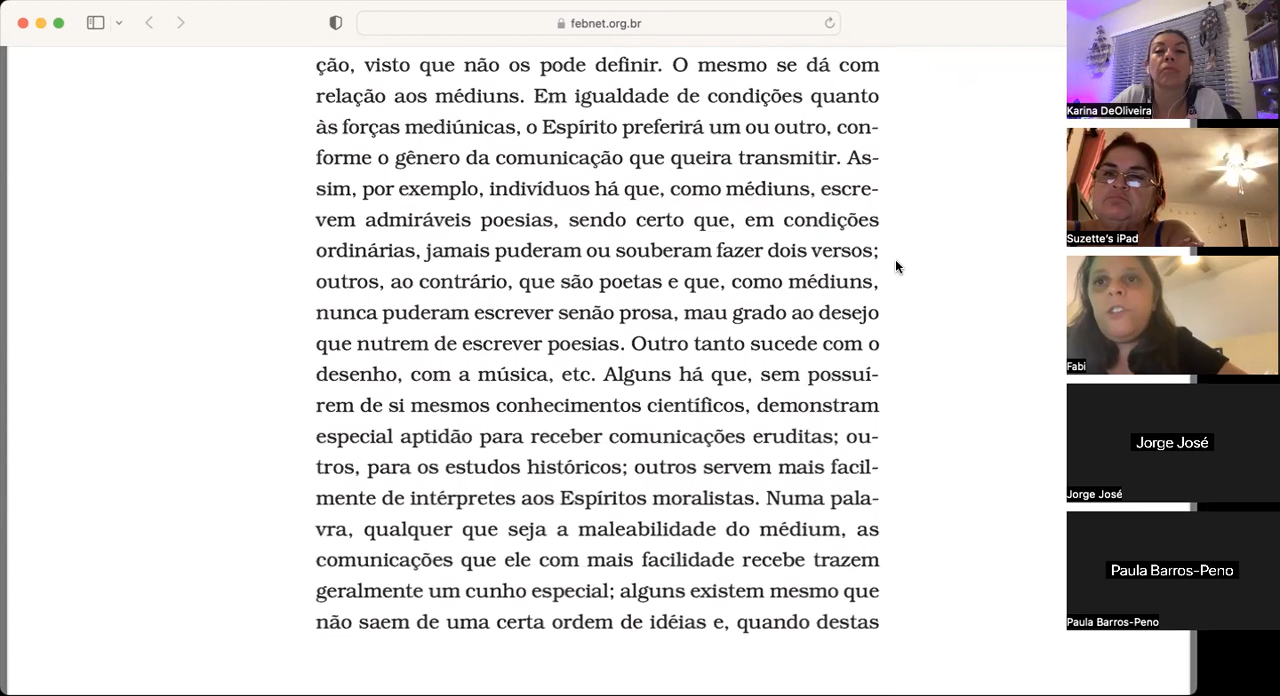 febnet.org.br
ção, visto que não os pode definir. O mesmo se dá com
relação aos médiuns. Em igualdade de condições quanto
às forças mediúnicas, o Espirito preferirá um ou outro, con-
forme o gênero da comunicação que queira transmitir. As-
sim, por exemplo, indivíduos há que, como médiuns, escre-
vem admiráveis poesias, sendo certo que, em condições
ordinárias, jamais puderam ou souberam fazer dois versos;
outros, ao contrário, que são poetas e que, como médiuns,
nunca puderam escrever senão prosa, mau grado ao desejo
que nutrem de escrever poesias. Outro tanto sucede com o
desenho, com a música, etc. Alguns há que, sem possuí-
rem de si mesmos conhecimentos científicos, demonstram
especial aptidão para receber comunicações eruditas; ou-
tros, para os estudos históricos; outros servem mais facil-
mente de intérpretes aos Espíritos moralistas. Numa pala-
vra, qualquer que seja a maleabilidade do médium, as
comunicações que ele com mais facilidade recebe trazem
geralmente um cunho especial; alguns existem mesmo que
não saem de uma certa ordem de idéias e, quando destas
Karina DeOliveira
Suzette's iPad
Fabi
Jorge José
Jorge José
Paula Barros-Peno
Paula Barros-Peno